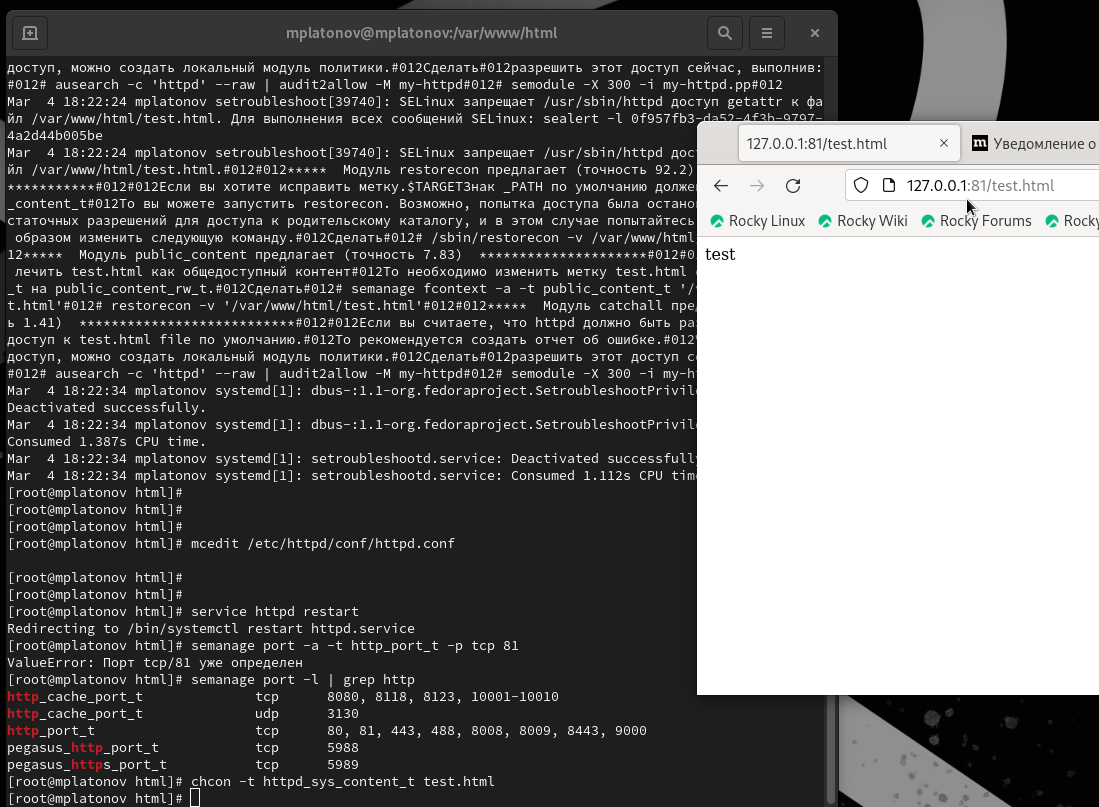 mplatonov@mplatonov:/var/www/html
доступ, можно создать локальный модуль политики.#012Сделать#012разрешить этот доступ сейчас, выполнив:
#012# ausearch -c 'httpd' --raw | audit2allow -M my-httpd#012# semodule -X 300 -i my-httpd.pp#012
Mar  4 18:22:24 mplatonov setroubleshoot[39740]: SELinux запрещает /usr/sbin/httpd доступ getattr к фа
йл /var/www/html/test.html. Для выполнения всех сообщений SELinux: sealert -l 0f957fb3-da52-4f3b-9797-
4a2d44b005be
Mar  4 18:22:24 mplatonov setroubleshoot[39740]: SELinux запрещает /usr/sbin/httpd дос
йл /var/www/html/test.html.#012#012*****  Модуль restorecon предлагает (точность 92.2)
***********#012#012Если вы хотите исправить метку.$TARGETЗнак _PATH по умолчанию долже
_content_t#012То вы можете запустить restorecon. Возможно, попытка доступа была остано
статочных разрешений для доступа к родительскому каталогу, и в этом случае попытайтесь
 образом изменить следующую команду.#012Сделать#012# /sbin/restorecon -v /var/www/html
12*****  Модуль public_content предлагает (точность 7.83)  *********************#012#0
 лечить test.html как общедоступный контент#012То необходимо изменить метку test.html
_t на public_content_rw_t.#012Сделать#012# semanage fcontext -a -t public_content_t '/
t.html'#012# restorecon -v '/var/www/html/test.html'#012#012*****  Модуль catchall пре
ь 1.41)  ***************************#012#012Если вы считаете, что httpd должно быть ра
доступ к test.html file по умолчанию.#012То рекомендуется создать отчет об ошибке.#012
доступ, можно создать локальный модуль политики.#012Сделать#012разрешить этот доступ с
#012# ausearch -c 'httpd' --raw | audit2allow -M my-httpd#012# semodule -X 300 -i my-h
Mar  4 18:22:34 mplatonov systemd[1]: dbus-:1.1-org.fedoraproject.SetroubleshootPrivil
Deactivated successfully.
Mar  4 18:22:34 mplatonov systemd[1]: dbus-:1.1-org.fedoraproject.SetroubleshootPrivil
Consumed 1.387s CPU time.
Mar  4 18:22:34 mplatonov systemd[1]: setroubleshootd.service: Deactivated successfull
Mar  4 18:22:34 mplatonov systemd[1]: setroubleshootd.service: Consumed 1.112s CPU tim
[root@mplatonov html]#
[root@mplatonov html]#
[root@mplatonov html]#
[root@mplatonov html]# mcedit /etc/httpd/conf/httpd.conf
[root@mplatonov html]#
[root@mplatonov html]#
[root@mplatonov html]# service httpd restart
Redirecting to /bin/systemctl restart httpd.service
[root@mplatonov html]# semanage port -a -t http_port_t -p tcp 81
ValueError: Порт tcp/81 уже определен
[root@mplatonov html]# semanage port -l | grep http
http_cache_port_t              tcp      8080, 8118, 8123, 10001-10010
http_cache_port_t              udp      3130
http_port_t                    tcp      80, 81, 443, 488, 8008, 8009, 8443, 9000
pegasus_http_port_t            tcp      5988
pegasus_https_port_t           tcp      5989
[root@mplatonov html]# chcon -t httpd_sys_content_t test.html
[root@mplatonov html]#
127.0.0.1:81/test.html
m Уведомление о
127.0.0.1:81/test.html
Rocky Linux Rocky Wiki Rocky Forums Rocky
test